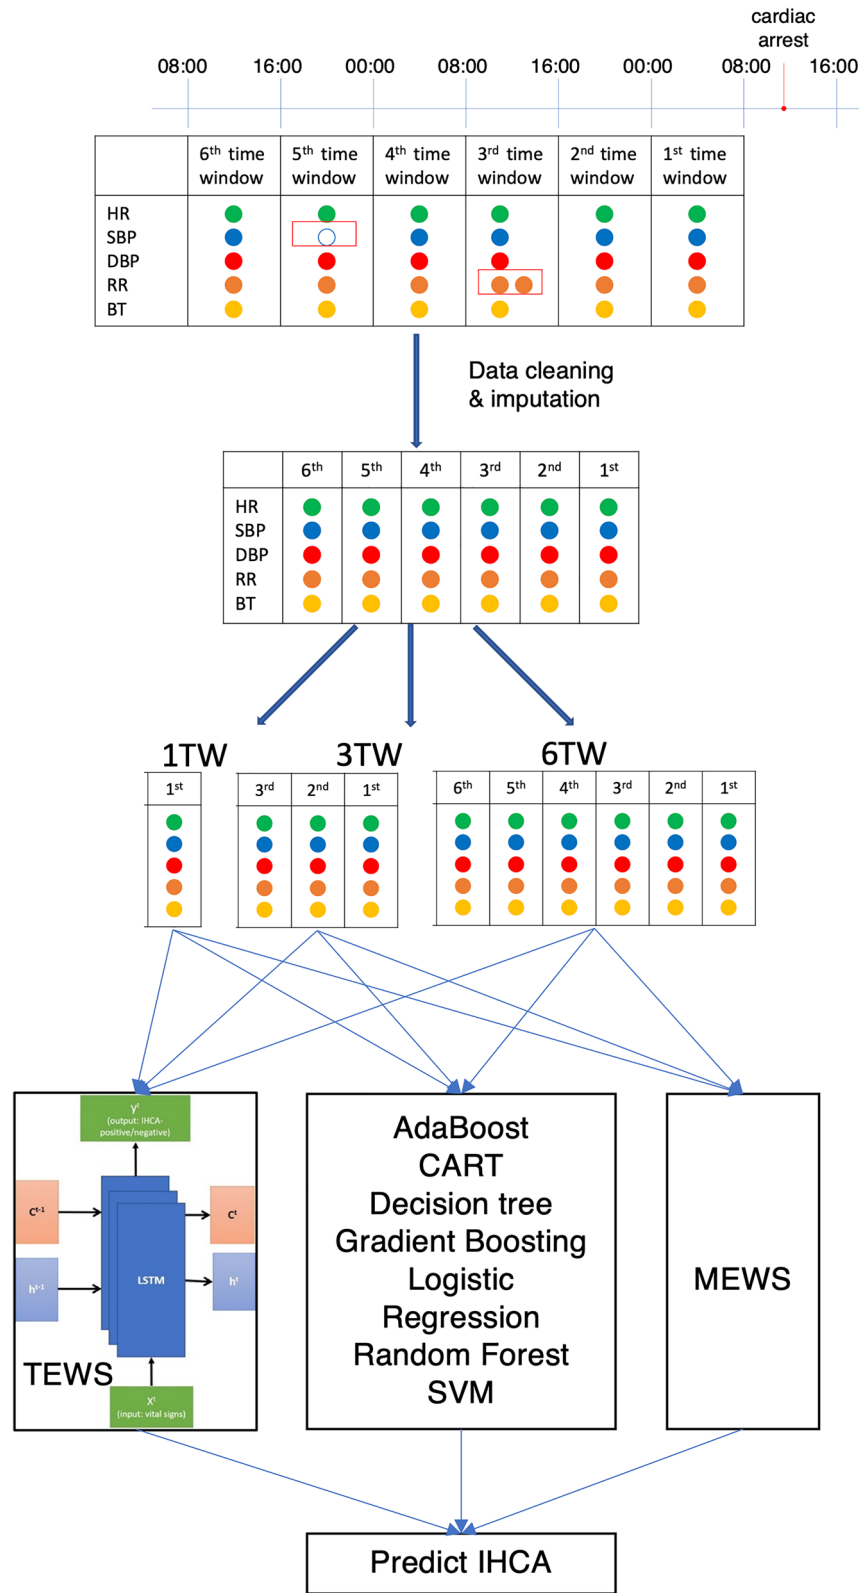 cardiac
arrest
08:00 16:00 00:00 08:00 16:00 00:00 08:00 16:00
6th time window 5th time window 4th time window 3rd time window 2nd time window 1st time window
HR
SBP
DBP
RR
BT
Data cleaning
& imputation
6th 5th 4th 3rd 2nd 1st
HR
SBP
DBP
RR
BT
1TW 3TW 6TW
1st 3rd 2nd 1st 6th 5th 4th 3rd 2nd 1st
yt
(output: IHCA-
positive/negative)
Ct-1
Ct
ht-1
LSTM
ht
TEWS
Xt
(input: vital signs)
AdaBoost
CART
Decision tree
Gradient Boosting
Logistic
Regression
Random Forest
SVM
MEWS
Predict IHCA